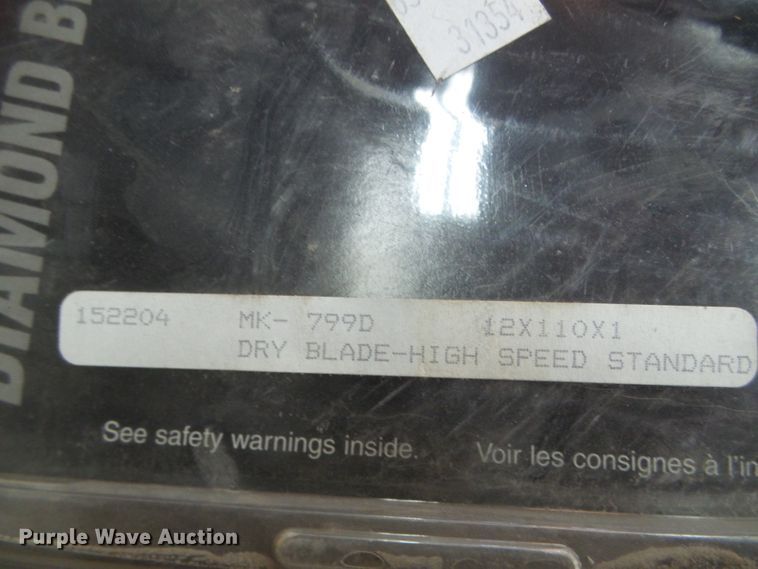 31354
DIAMOND
152204 MK- 799D 12X110X1
DRY BLADE-HIGH SPEED STANDARD
See safety warnings inside. Voir les consignes à
Purple Wave Auction